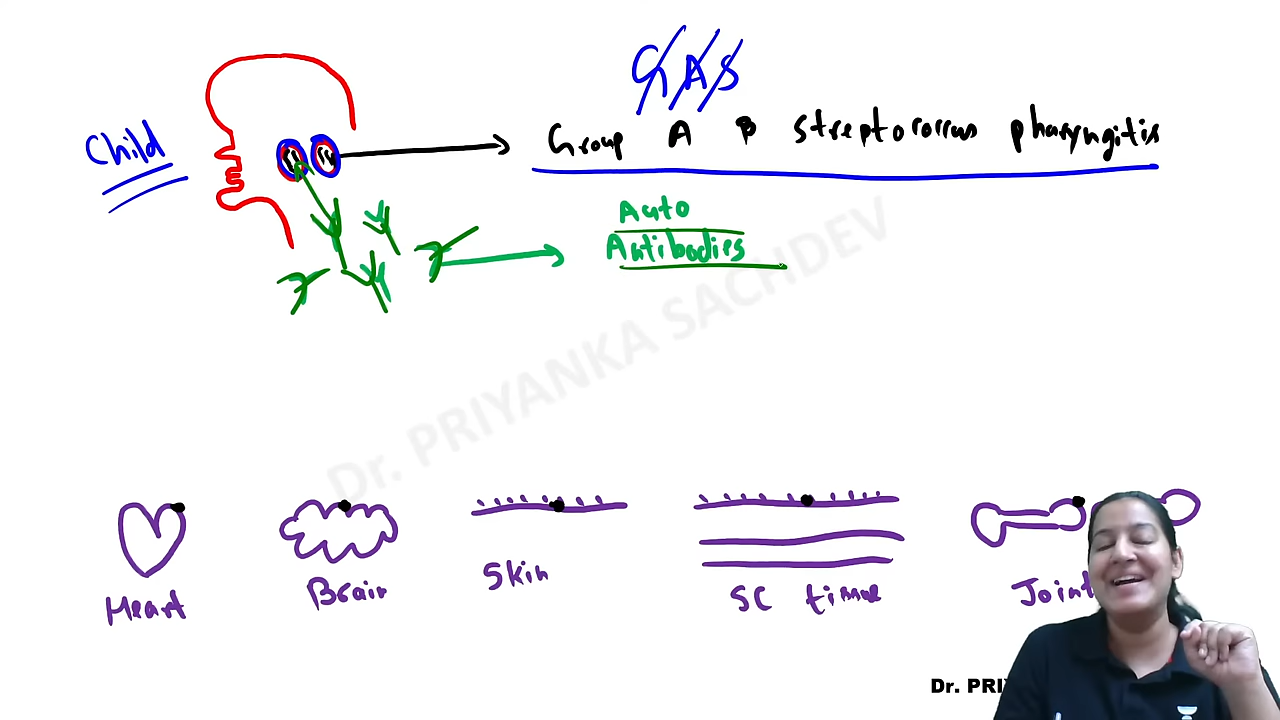 GAS
Child
Group A B streptococcus pharyngitis
Auto
Antibodies
Dr. PRIYANKA SACHDEV
Heart
Brain
Skin
SC tissue
Joint
Dr. PRI